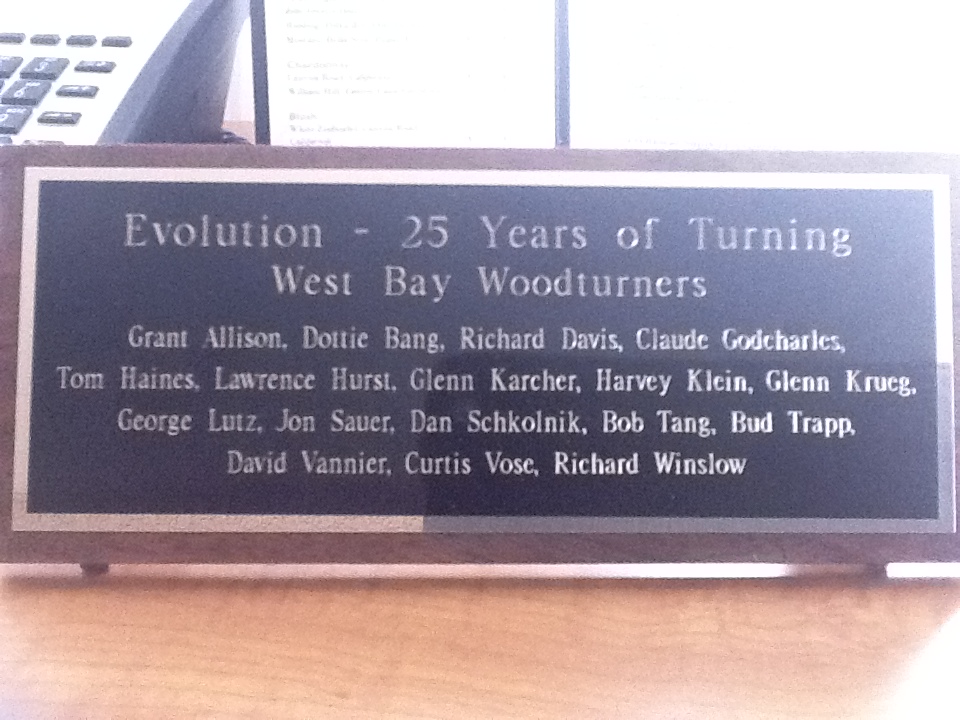 Evolution - 25 Years of Turning
West Bay Woodturners
Grant Allison, Dottie Bang, Richard Davis, Claude Godcharles,
Tom Haines, Lawrence Hurst, Glenn Karcher, Harvey Klein, Glenn Krueg,
George Lutz, Jon Sauer, Dan Schkolnik, Bob Tang, Bud Trapp,
David Vannier, Curtis Vose, Richard Winslow